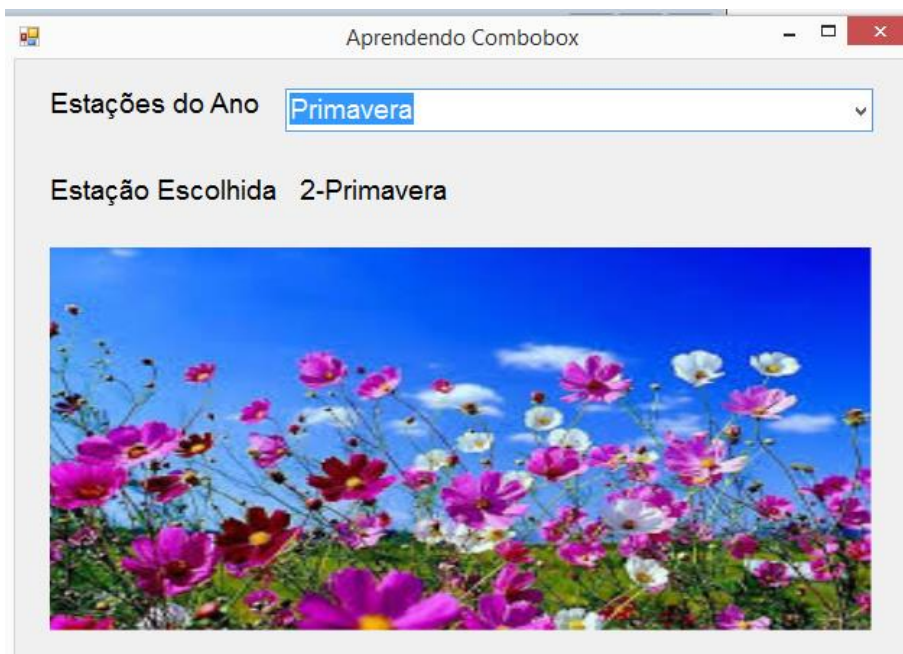 Aprendendo Combobox
Estações do Ano Primavera
Estação Escolhida 2-Primavera